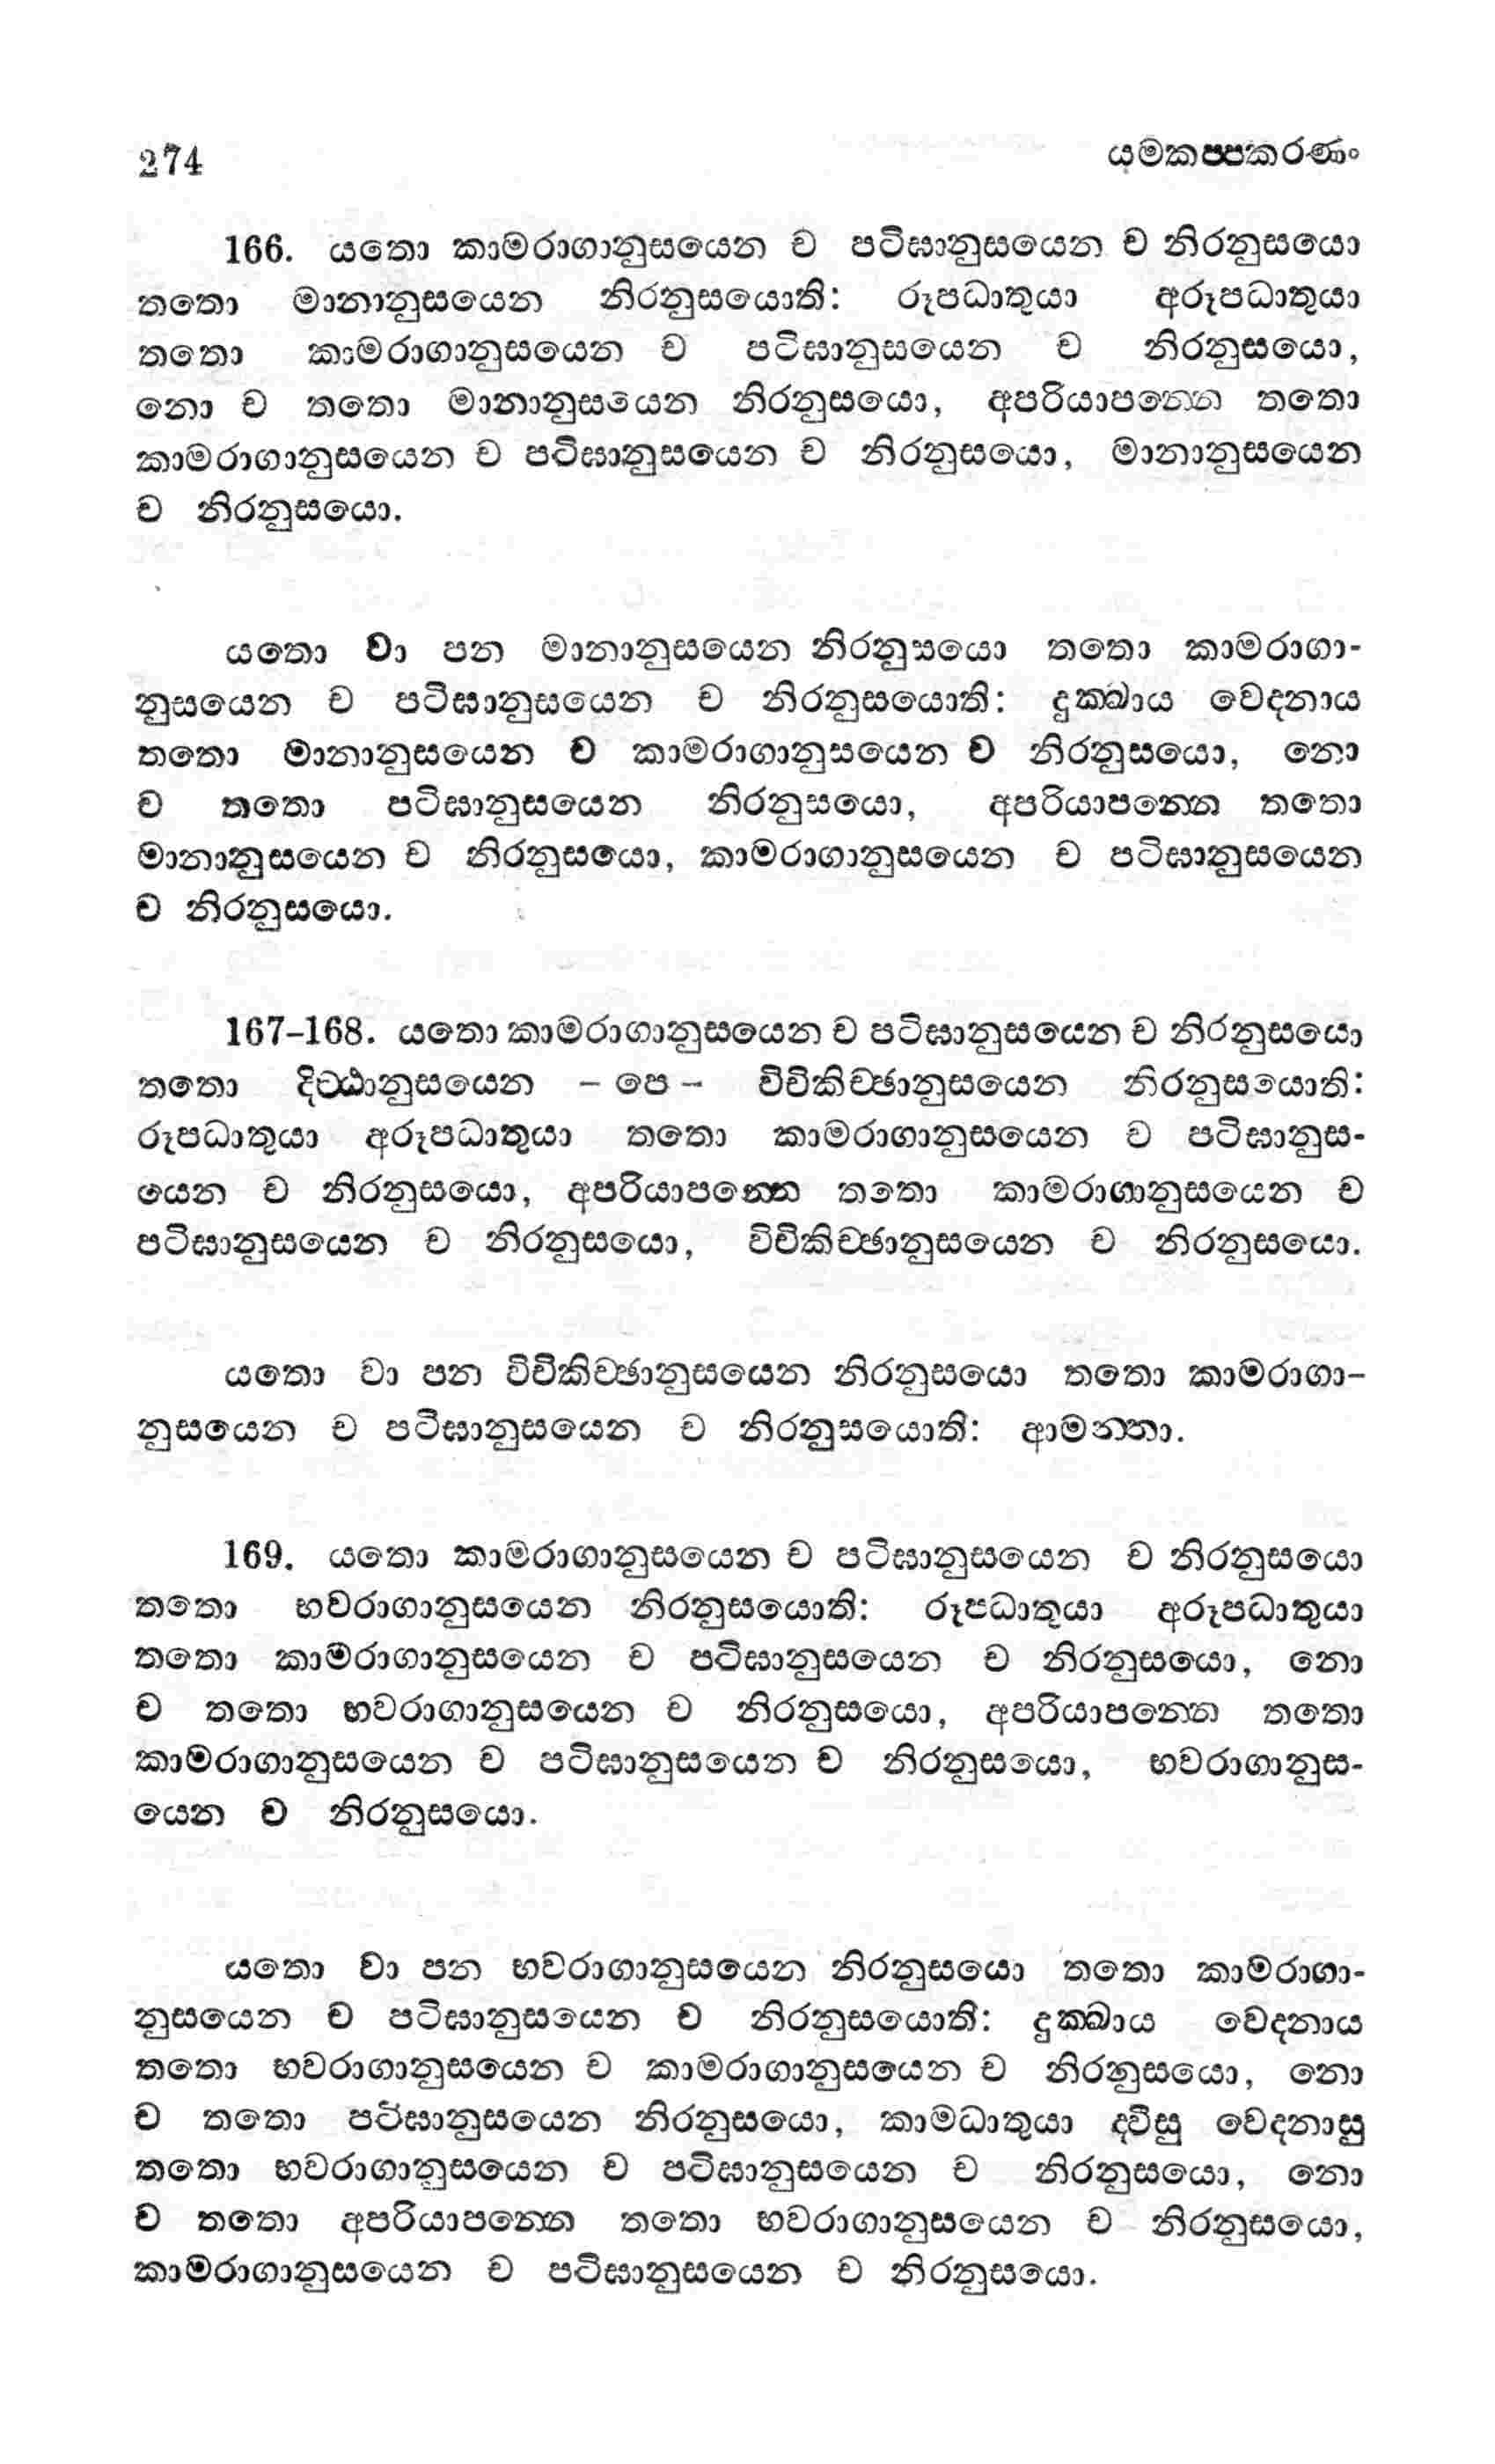 274 යමකප්පකරණං
166. යතො කාමරාගානුසයෙන ච පටිඝානුසයෙන ච නිරනුසයො
තතො මානානුසයෙන නිරනුසයොති: රූපධාතුයා අරූපධාතුයා
තතො කාමරාගානුසයෙන ච පටිඝානුසයෙන ච නිරනුසයො,
නො ච තතො මානානුසයෙන නිරනුසයො, අපරියාපන්නෙ තතො
කාමරාගානුසයෙන ච පටිඝානුසයෙන ච නිරනුසයො, මානානුසයෙන
ච නිරනුසයො.
යතො වා පන මානානුසයෙන නිරනුසයො තතො කාමරාගා-
නුසයෙන ච පටිඝානුසයෙන ච නිරනුසයොති: දුක්ඛාය වෙදනාය
තතො මානානුසයෙන ච කාමරාගානුසයෙන ච නිරනුසයො, නො
ච තතො පටිඝානුසයෙන නිරනුසයො, අපරියාපන්නෙ තතො
මානානුසයෙන ච නිරනුසයො, කාමරාගානුසයෙන ච පටිඝානුසයෙන
ච නිරනුසයො.
167–168. යතො කාමරාගානුසයෙන ච පටිඝානුසයෙන ච නිරනුසයො
තතො දිට්ඨානුසයෙන – පෙ – විචිකිච්ඡානුසයෙන නිරනුසයොති:
රූපධාතුයා අරූපධාතුයා තතො කාමරාගානුසයෙන ච පටිඝානුස-
යෙන ච නිරනුසයො, අපරියාපන්නෙ තතො කාමරාගානුසයෙන ච
පටිඝානුසයෙන ච නිරනුසයො, විචිකිච්ඡානුසයෙන ච නිරනුසයො.
යතො වා පන විචිකිච්ඡානුසයෙන නිරනුසයො තතො කාමරාගා–
නුසයෙන ච පටිඝානුසයෙන ච නිරනුසයොති: ආමන්තා.
169. යතො කාමරාගානුසයෙන ච පටිඝානුසයෙන ච නිරනුසයො
තතො භවරාගානුසයෙන නිරනුසයොති: රූපධාතුයා අරූපධාතුයා
තතො කාමරාගානුසයෙන ච පටිඝානුසයෙන ච නිරනුසයො, නො
ච තතො භවරාගානුසයෙන ච නිරනුසයො, අපරියාපන්නෙ තතො
කාමරාගානුසයෙන ච පටිඝානුසයෙන ච නිරනුසයො, භවරාගානුස-
යෙන ච නිරනුසයො.
යතො වා පන භවරාගානුසයෙන නිරනුසයො තතො කාමරාගා-
නුසයෙන ච පටිඝානුසයෙන ච නිරනුසයොති: දුක්ඛාය වෙදනාය
තතො භවරාගානුසයෙන ච කාමරාගානුසයෙන ච නිරනුසයො, නො
ච තතො පටිඝානුසයෙන නිරනුසයො, කාමධාතුයා ද්වීසු වෙදනාසු
තතො භවරාගානුසයෙන ච පටිඝානුසයෙන ච නිරනුසයො, නො
ච තතො අපරියාපන්නෙ තතො භවරාගානුසයෙන ච නිරනුසයො,
කාමරාගානුසයෙන ච පටිඝානුසයෙන ච නිරනුසයො.